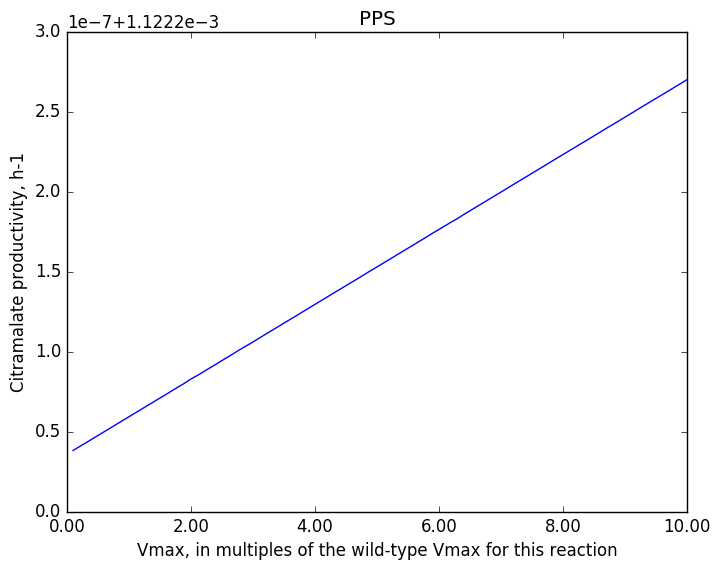 PPS
1e−7+1.1222e−3
3.0
2.5
2.0
1.5
1.0
0.5
0.0
0.00 2.00 4.00 6.00 8.00 10.00
Citramalate productivity, h-1
Vmax, in multiples of the wild-type Vmax for this reaction